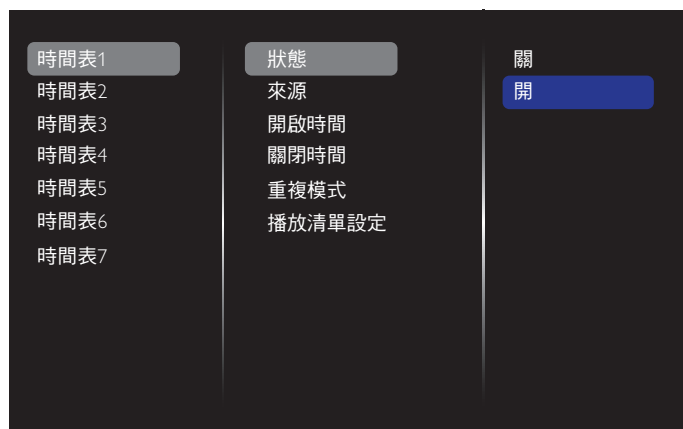 時間表1
時間表2
時間表3
時間表4
時間表5
時間表6
時間表7
狀態
來源
開啟時間
關閉時間
重複模式
播放清單設定
關
開